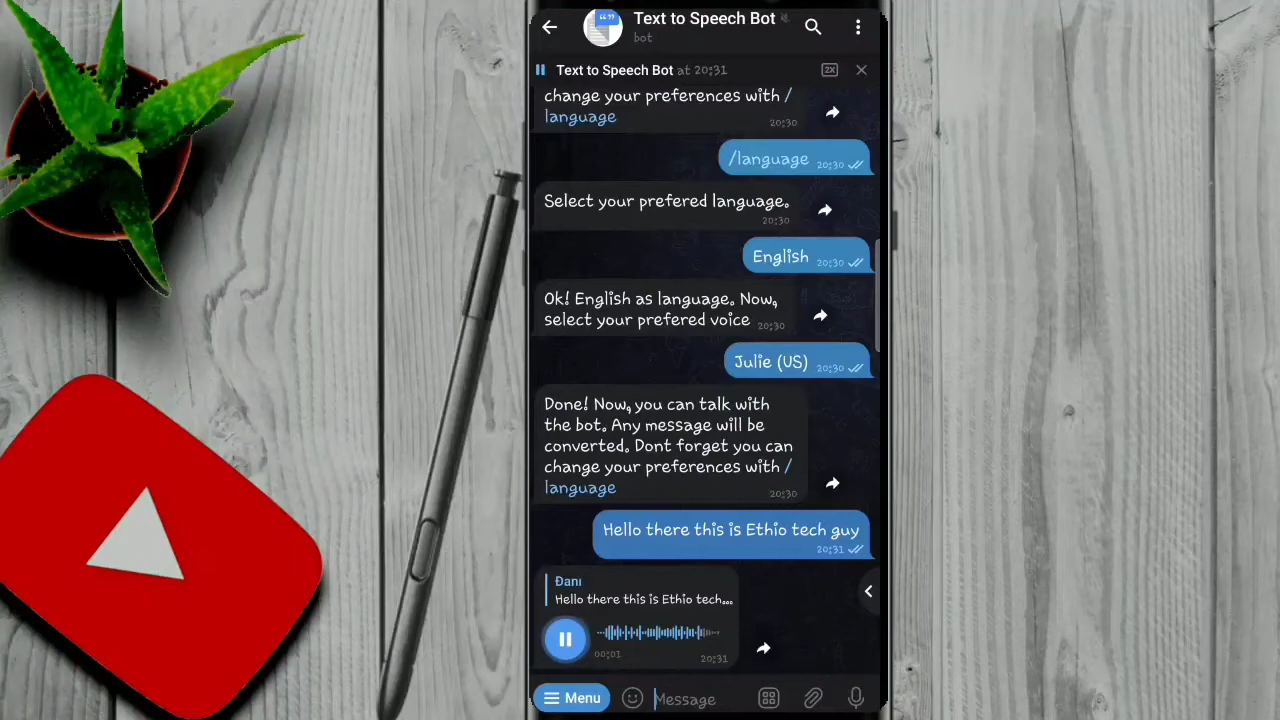 Text to Speech Bot
bot
Text to Speech Bot at 20:31
2X
change your preferences with /
language
20:30
/language 20:30
Select your prefered language.
20:30
English 20:30
Ok! English as language. Now,
select your prefered voice 20:30
Julie (US) 20:30
Done! Now, you can talk with
the bot. Any message will be
converted. Dont forget you can
change your preferences with /
language
20:30
Hello there this is Ethio tech guy
20:31
Đanı
Hello there this is Ethio tech...
00:01
20:31
Menu
Message